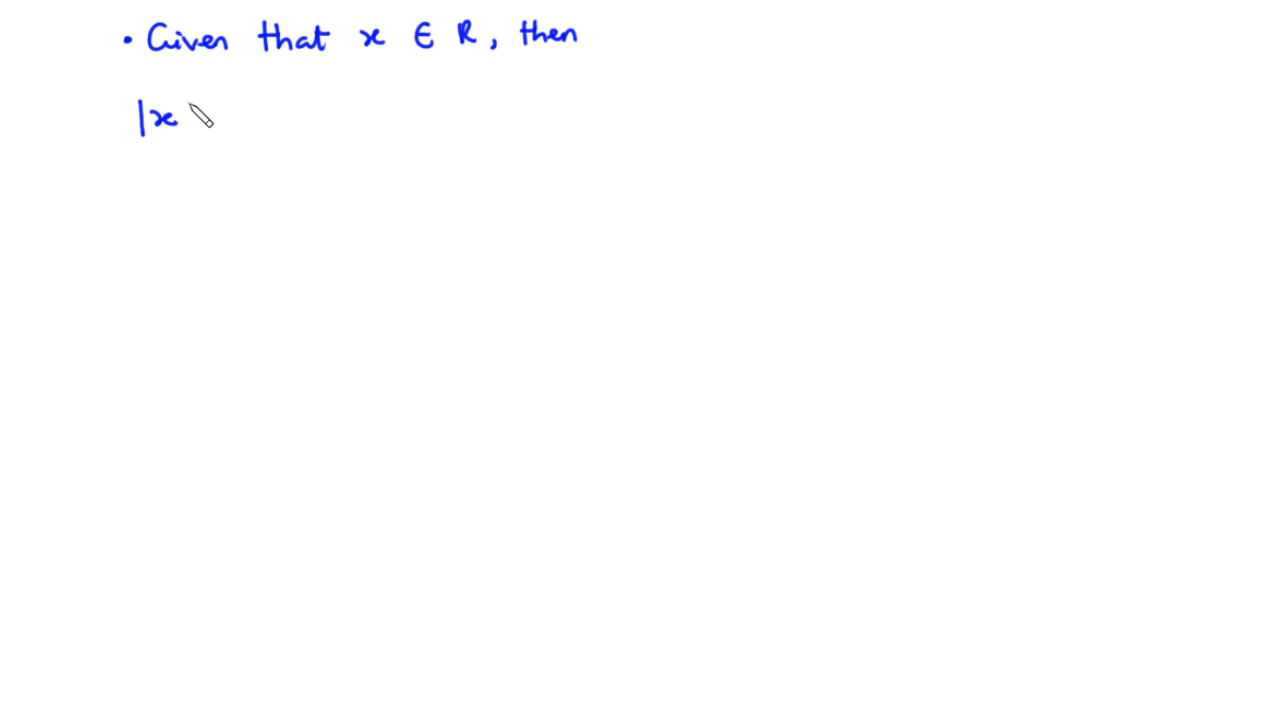 • Given that x ∈ R, then
|x